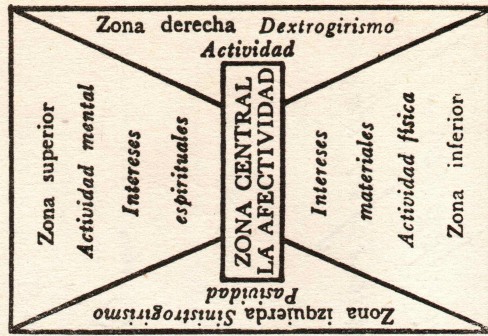 Zona superior
Actividad mental
Intereses
espirituales
Zona izquierda Sinistrogirismo
Pasividad
ZONA CENTRAL
LA AFECTIVIDAD
Zona derecha Dextrogirismo
Actividad
Intereses
materiales
Actividad física
Zona inferior